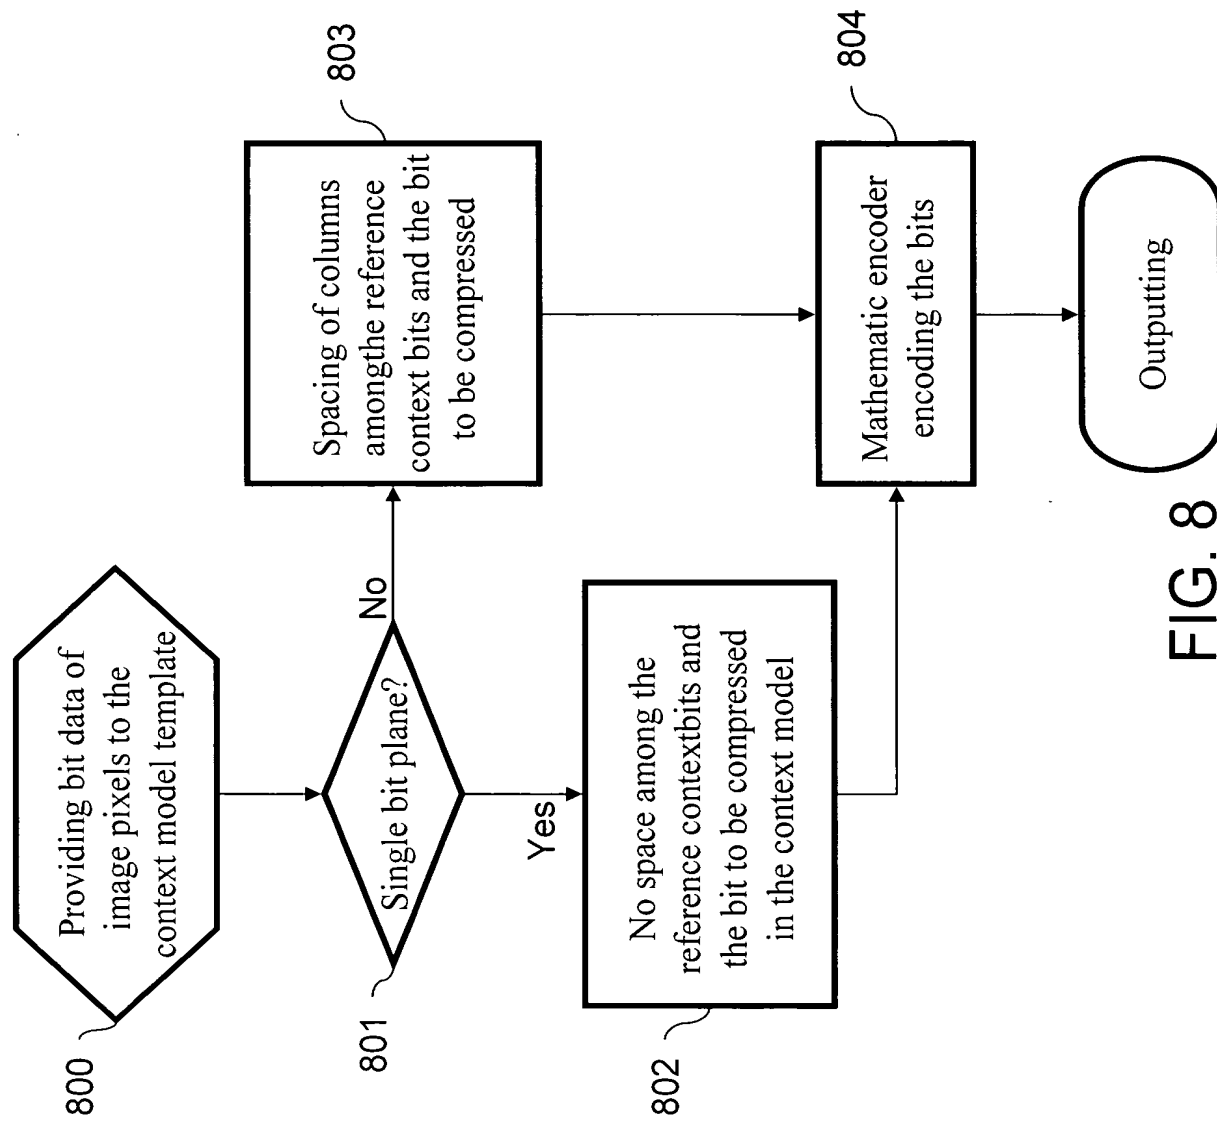 800
Providing bit data of
image pixels to the
context model template
801
Single bit plane?
No
Yes
803
Spacing of columns
amongthe reference
context bits and the bit
to be compressed
802
No space among the
reference contextbits and
the bit to be compressed
in the context model
804
Mathematic encoder
encoding the bits
Outputting
FIG. 8